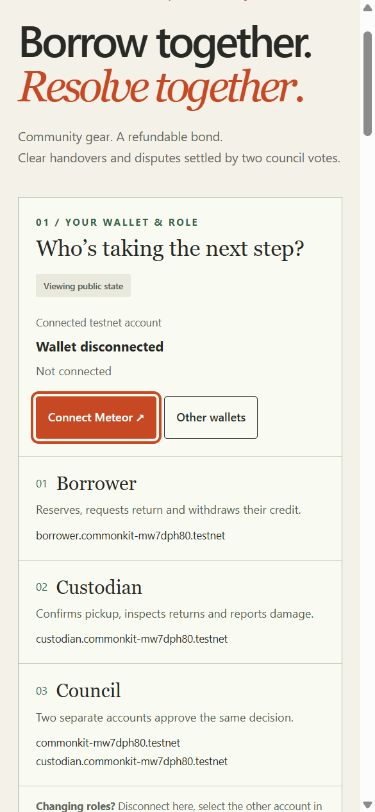 Borrow together.
Resolve together.
Community gear. A refundable bond.
Clear handovers and disputes settled by two council votes.
01 / YOUR WALLET & ROLE
Who’s taking the next step?
Viewing public state
Connected testnet account
Wallet disconnected
Not connected
Connect Meteor ↗ Other wallets
01 Borrower
Reserves, requests return and withdraws their credit.
borrower.commonkit-mw7dph80.testnet
02 Custodian
Confirms pickup, inspects returns and reports damage.
custodian.commonkit-mw7dph80.testnet
03 Council
Two separate accounts approve the same decision.
commonkit-mw7dph80.testnet
custodian.commonkit-mw7dph80.testnet
Changing roles? Disconnect here, select the other account in